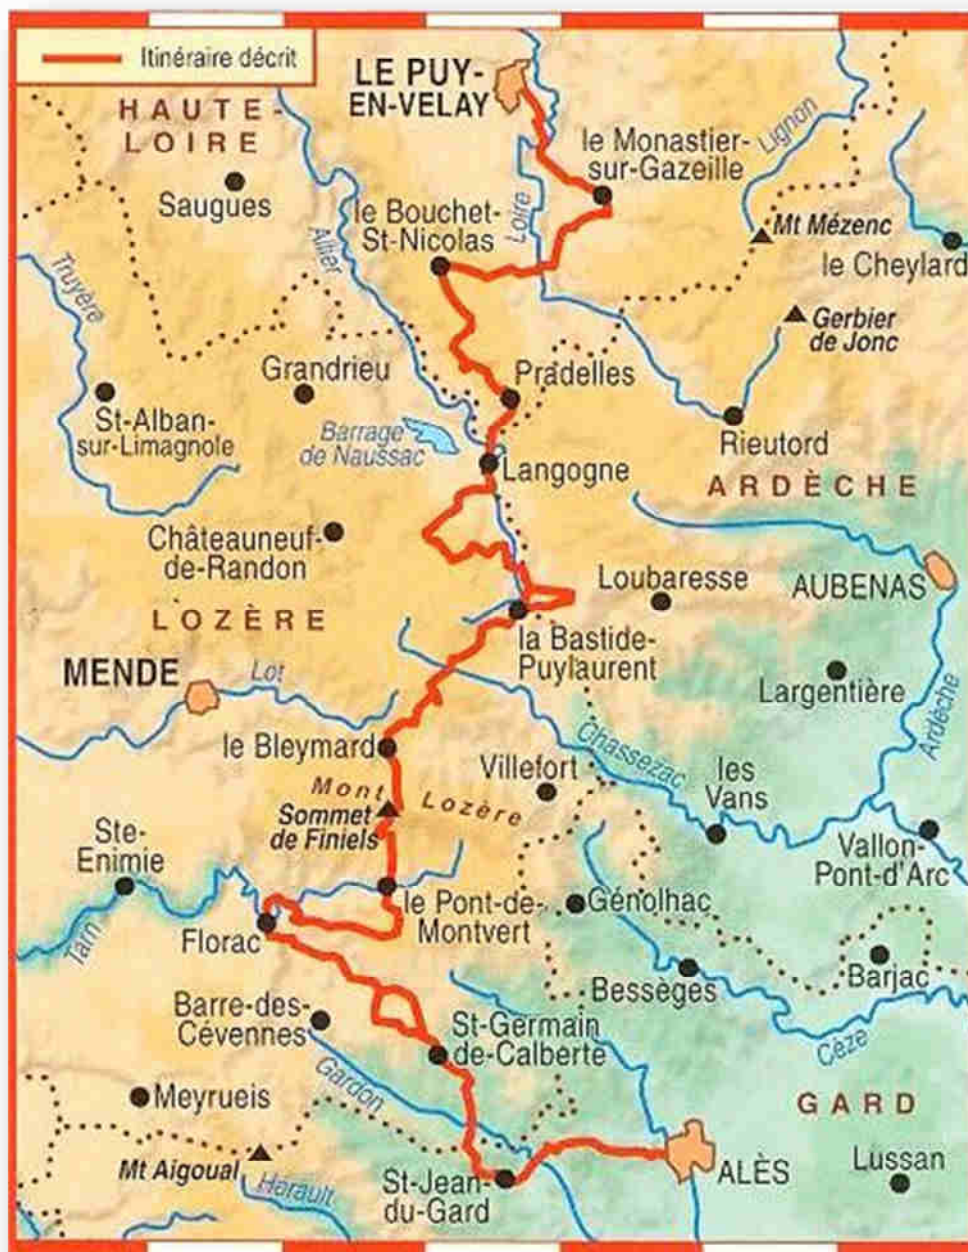 Itinéraire décrit
LE PUY-
EN-VELAY
HAUTE-
LOIRE
le Monastier-
sur-Gazeille
Lignon
Saugues
le Bouchet-
St-Nicolas
Loire
Allier
Mt Mézenc
le Cheylard
Truyère
Gerbier
de Jonc
Grandrieu
Pradelles
St-Alban-
sur-Limagnole
Barrage
de Naussac
Rieutord
Langogne
ARDÈCHE
Châteauneuf-
de-Randon
Loubaresse
AUBENAS
LOZÈRE
la Bastide-
Puylaurent
MENDE
Lot
Largentière
Ardèche
le Bleymard
Chassezac
Villefort
les
Vans
Mont Lozère
Sommet
de Finiels
Ste-
Enimie
Vallon-
Pont-d'Arc
le Pont-de-
Montvert
Génolhac
Tarn
Florac
Barjac
Bessèges
Barre-des-
Cévennes
St-Germain
de-Calberte
Cèze
Gardon
Meyrueis
GARD
Mt Aigoual
Hérault
St-Jean-
du-Gard
ALÈS
Lussan